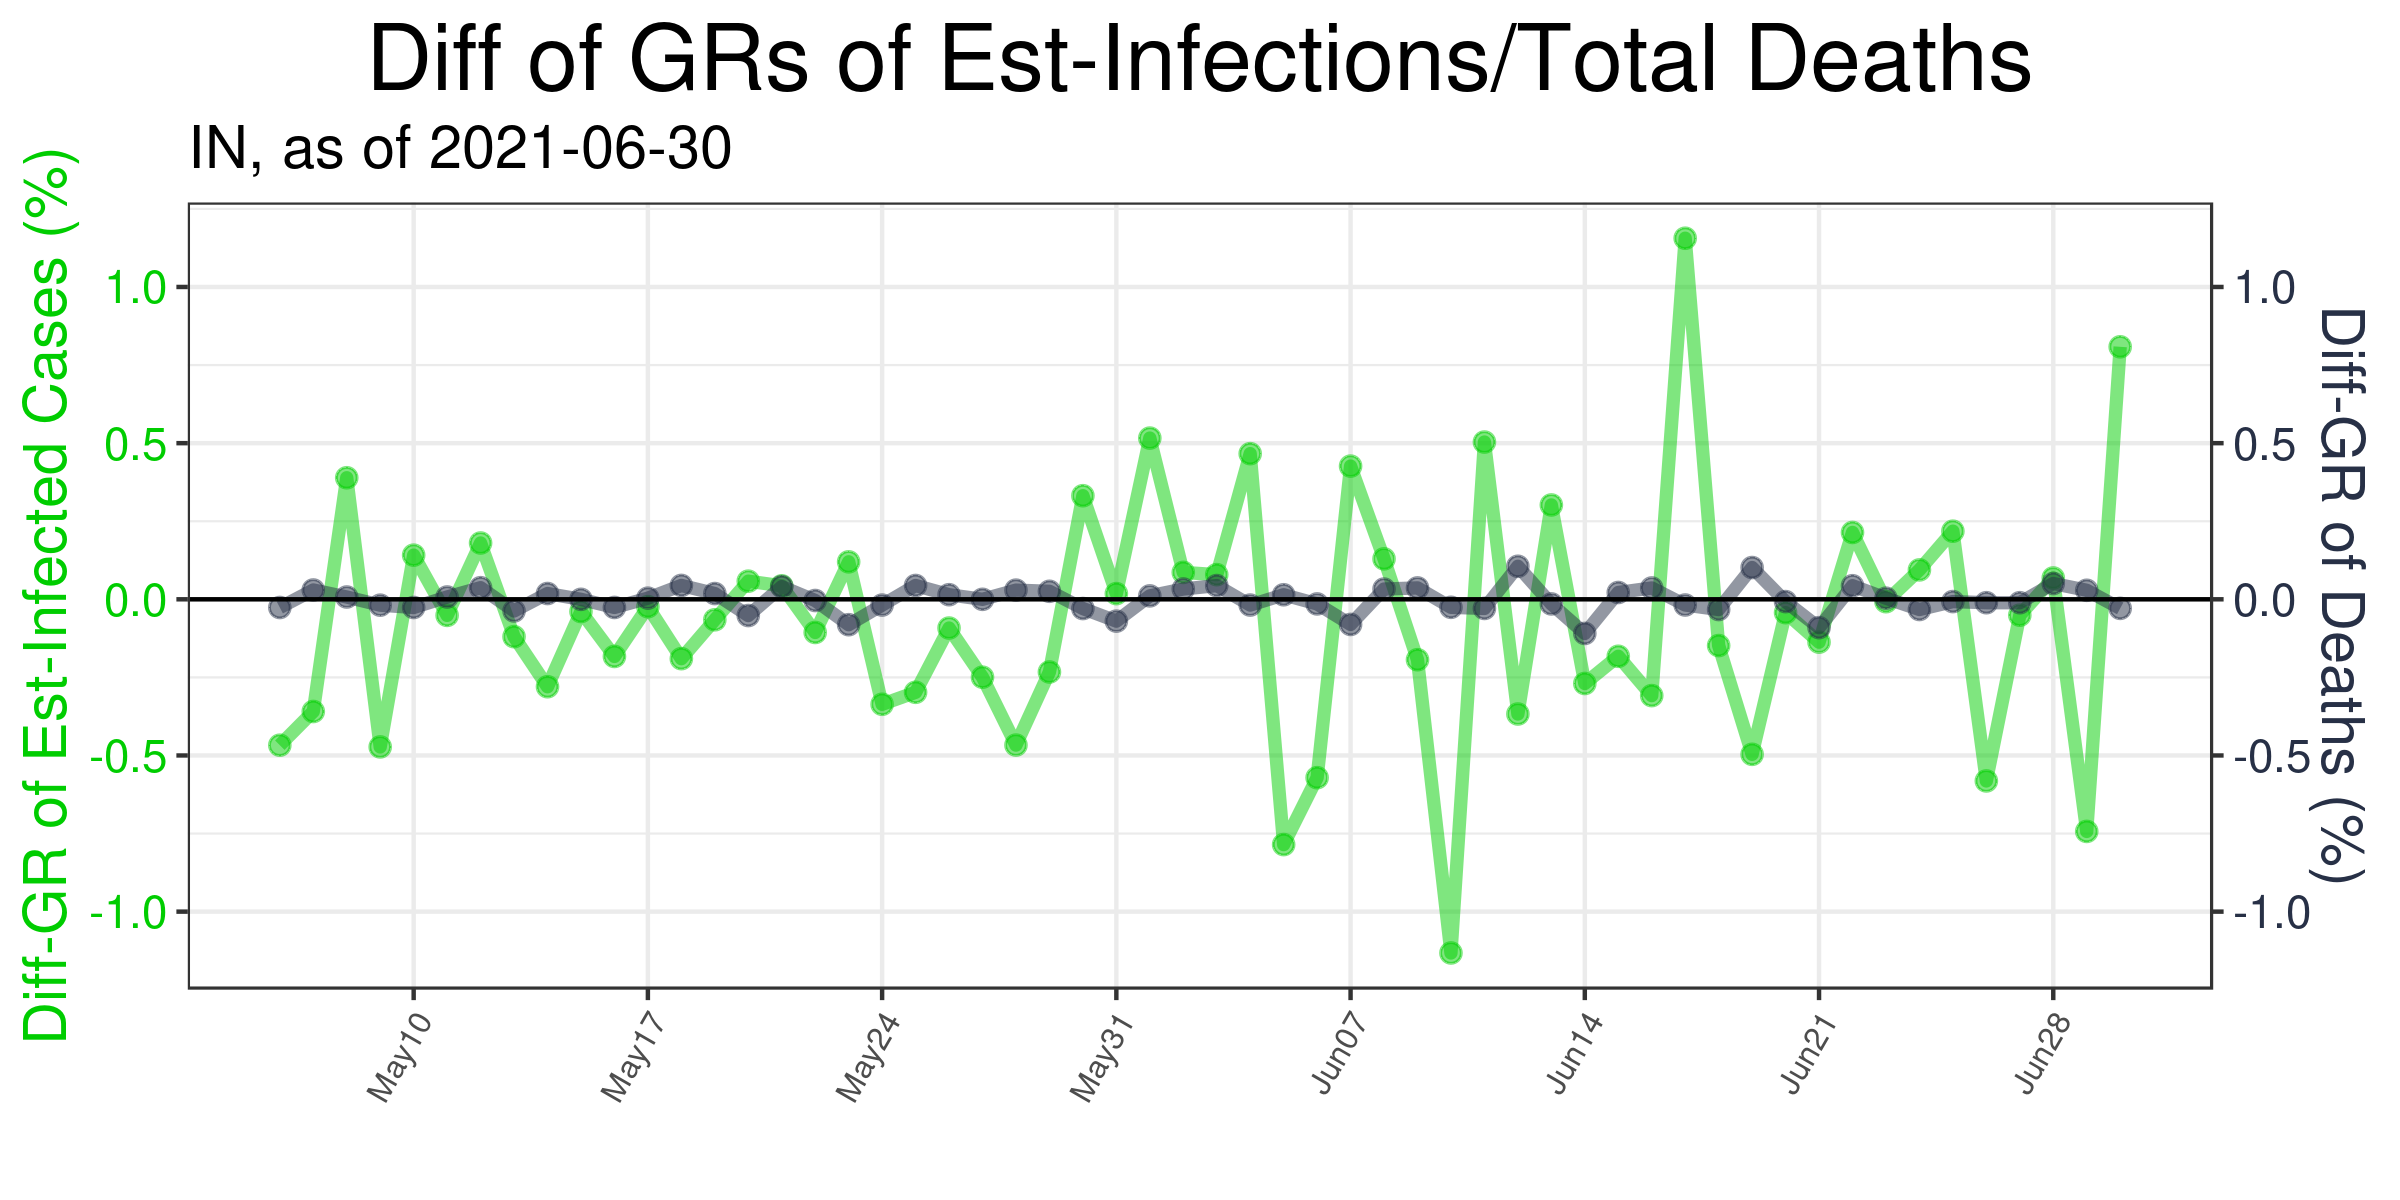 Diff of GRs of Est-Infections/Total Deaths
IN, as of 2021-06-30
Diff-GR of Est-Infected Cases (%)
1.0
0.5
0.0
-0.5
-1.0
1.0
0.5
0.0
-0.5
-1.0
Diff-GR of Deaths (%)
May10
May17
May24
May31
Jun07
Jun14
Jun21
Jun28